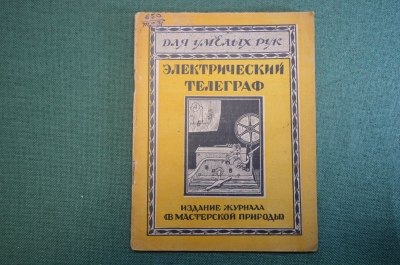 ДЛЯ УМЕЛЫХ РУК
ЭЛЕКТРИЧЕСКИЙ
ТЕЛЕГРАФ
ИЗДАНИЕ ЖУРНАЛА
(В МАСТЕРСКОЙ ПРИРОДЫ)